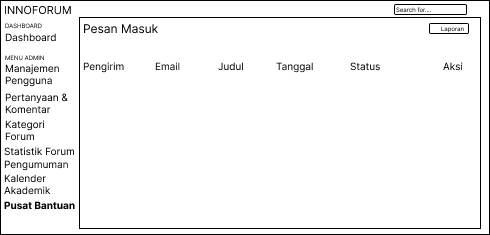 INNOFORUM
Search for....
DASHBOARD
Dashboard
MENU ADMIN
Manajemen
Pengguna
Pertanyaan &
Komentar
Kategori
Forum
Statistik Forum
Pengumuman
Kalender
Akademik
Pusat Bantuan
Pesan Masuk
Laporan
Pengirim Email Judul Tanggal Status Aksi